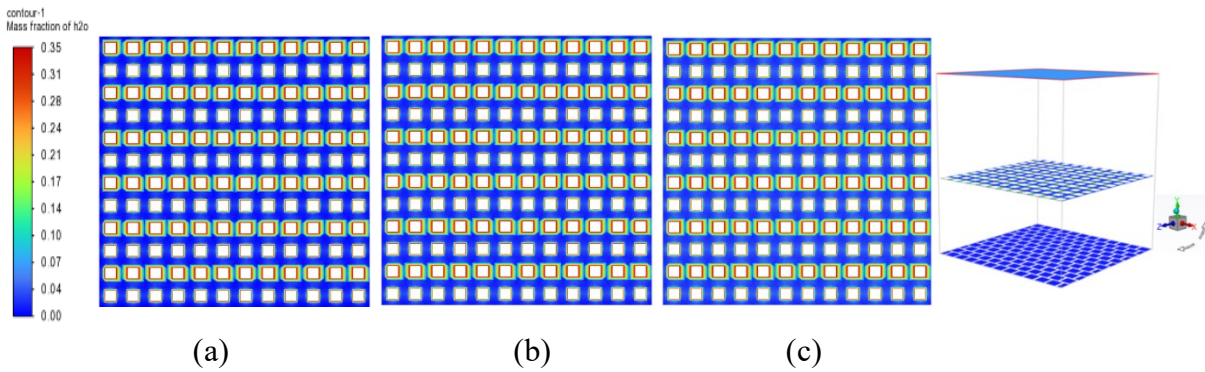 contour-1
Mass fraction of h2o
0.35
0.31
0.28
0.24
0.21
0.17
0.14
0.10
0.07
0.04
0.00
Y
Z
X
(a)
(b)
(c)